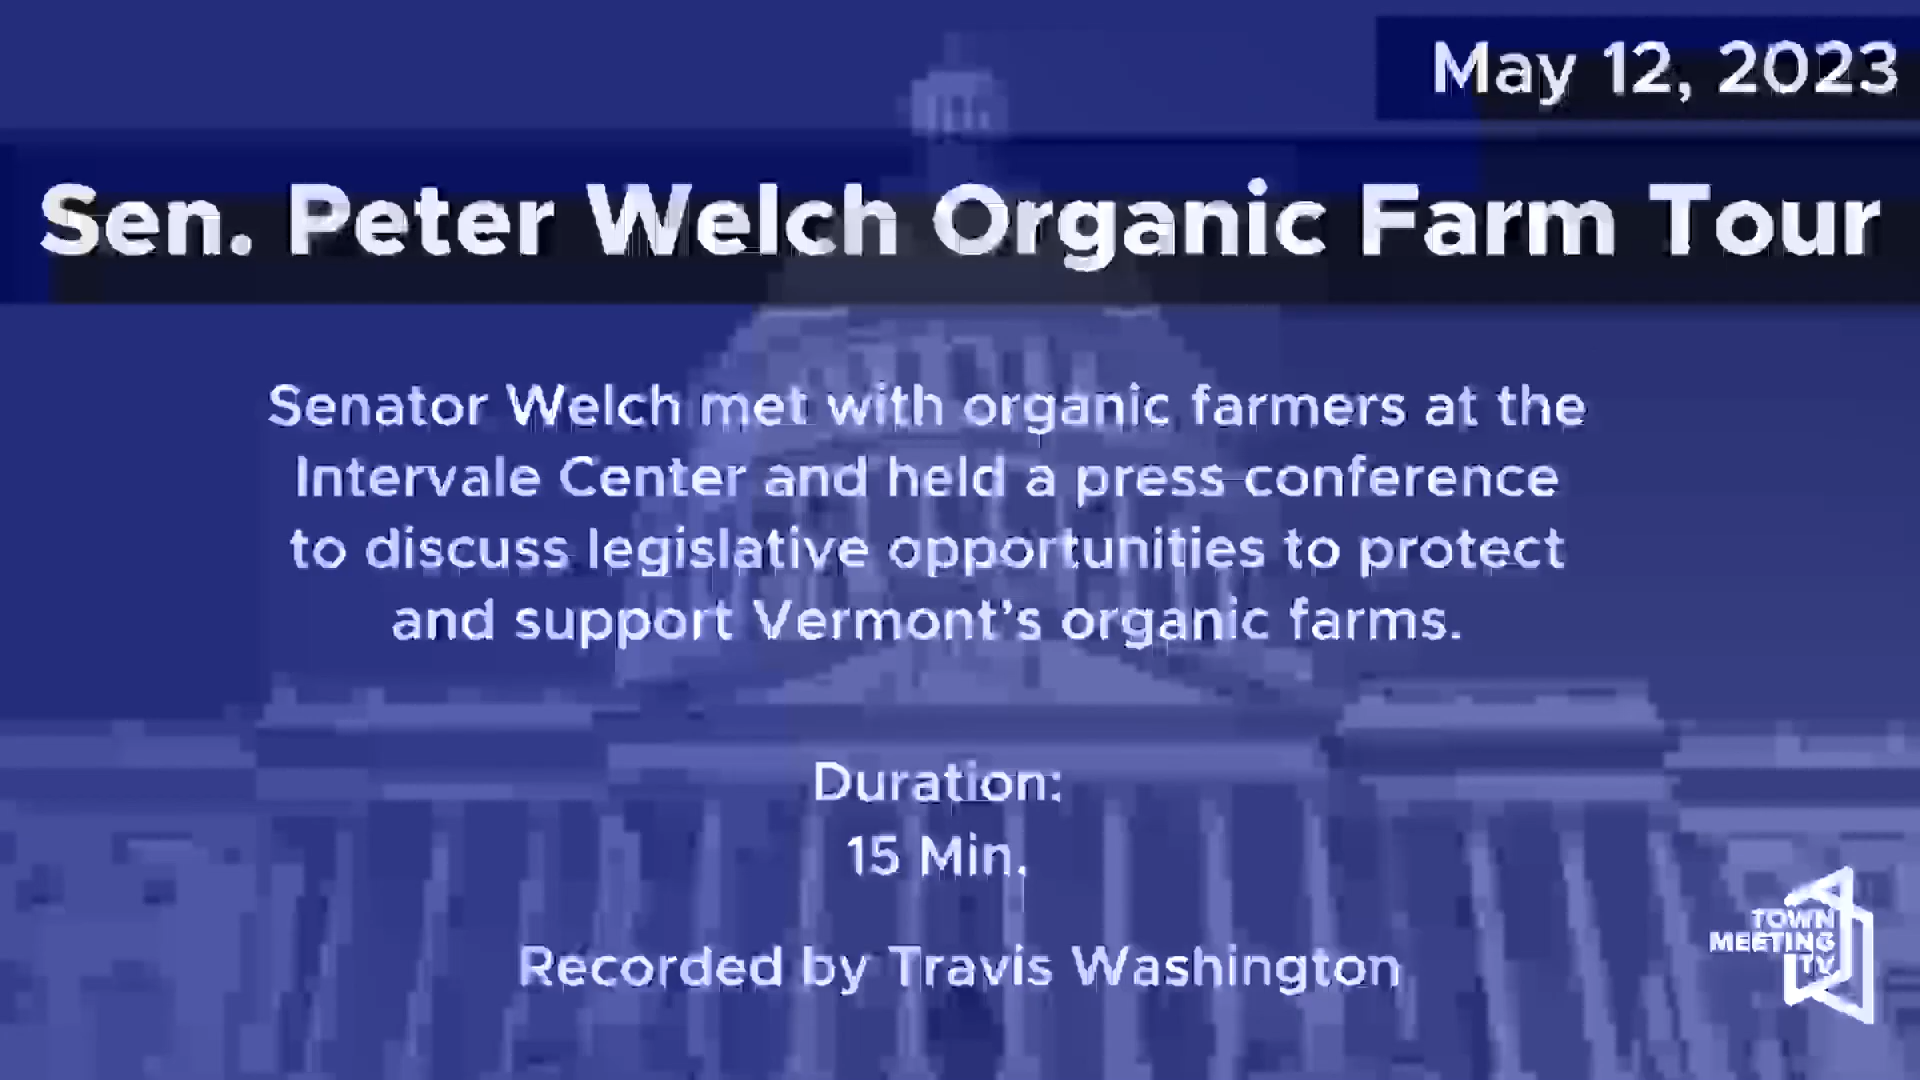 May 12, 2023
Sen. Peter Welch Organic Farm Tour
Senator Welch met with organic farmers at the
Intervale Center and held a press conference
to discuss legislative opportunities to protect
and support Vermont's organic farms.
Duration:
15 Min.
Recorded by Travis Washington
TOWN
MEETING
TV